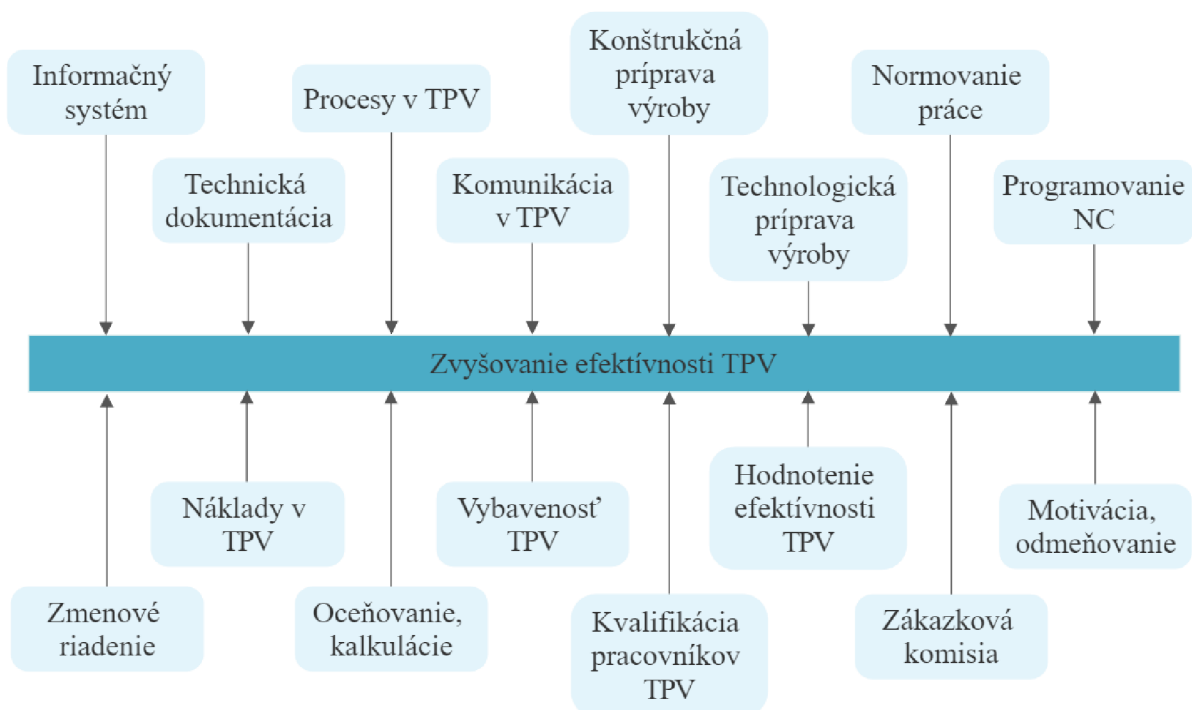 Informačný
systém
Procesy v TPV
Konštrukčná
príprava
výroby
Normovanie
práce
Technická
dokumentácia
Komunikácia
v TPV
Technologická
príprava
výroby
Programovanie
NC
Zvyšovanie efektívnosti TPV
Náklady v
TPV
Vybavenosť
TPV
Hodnotenie
efektívnosti
TPV
Motivácia,
odmeňovanie
Zmenové
riadenie
Oceňovanie,
kalkulácie
Kvalifikácia
pracovníkov
TPV
Zákazková
komisia